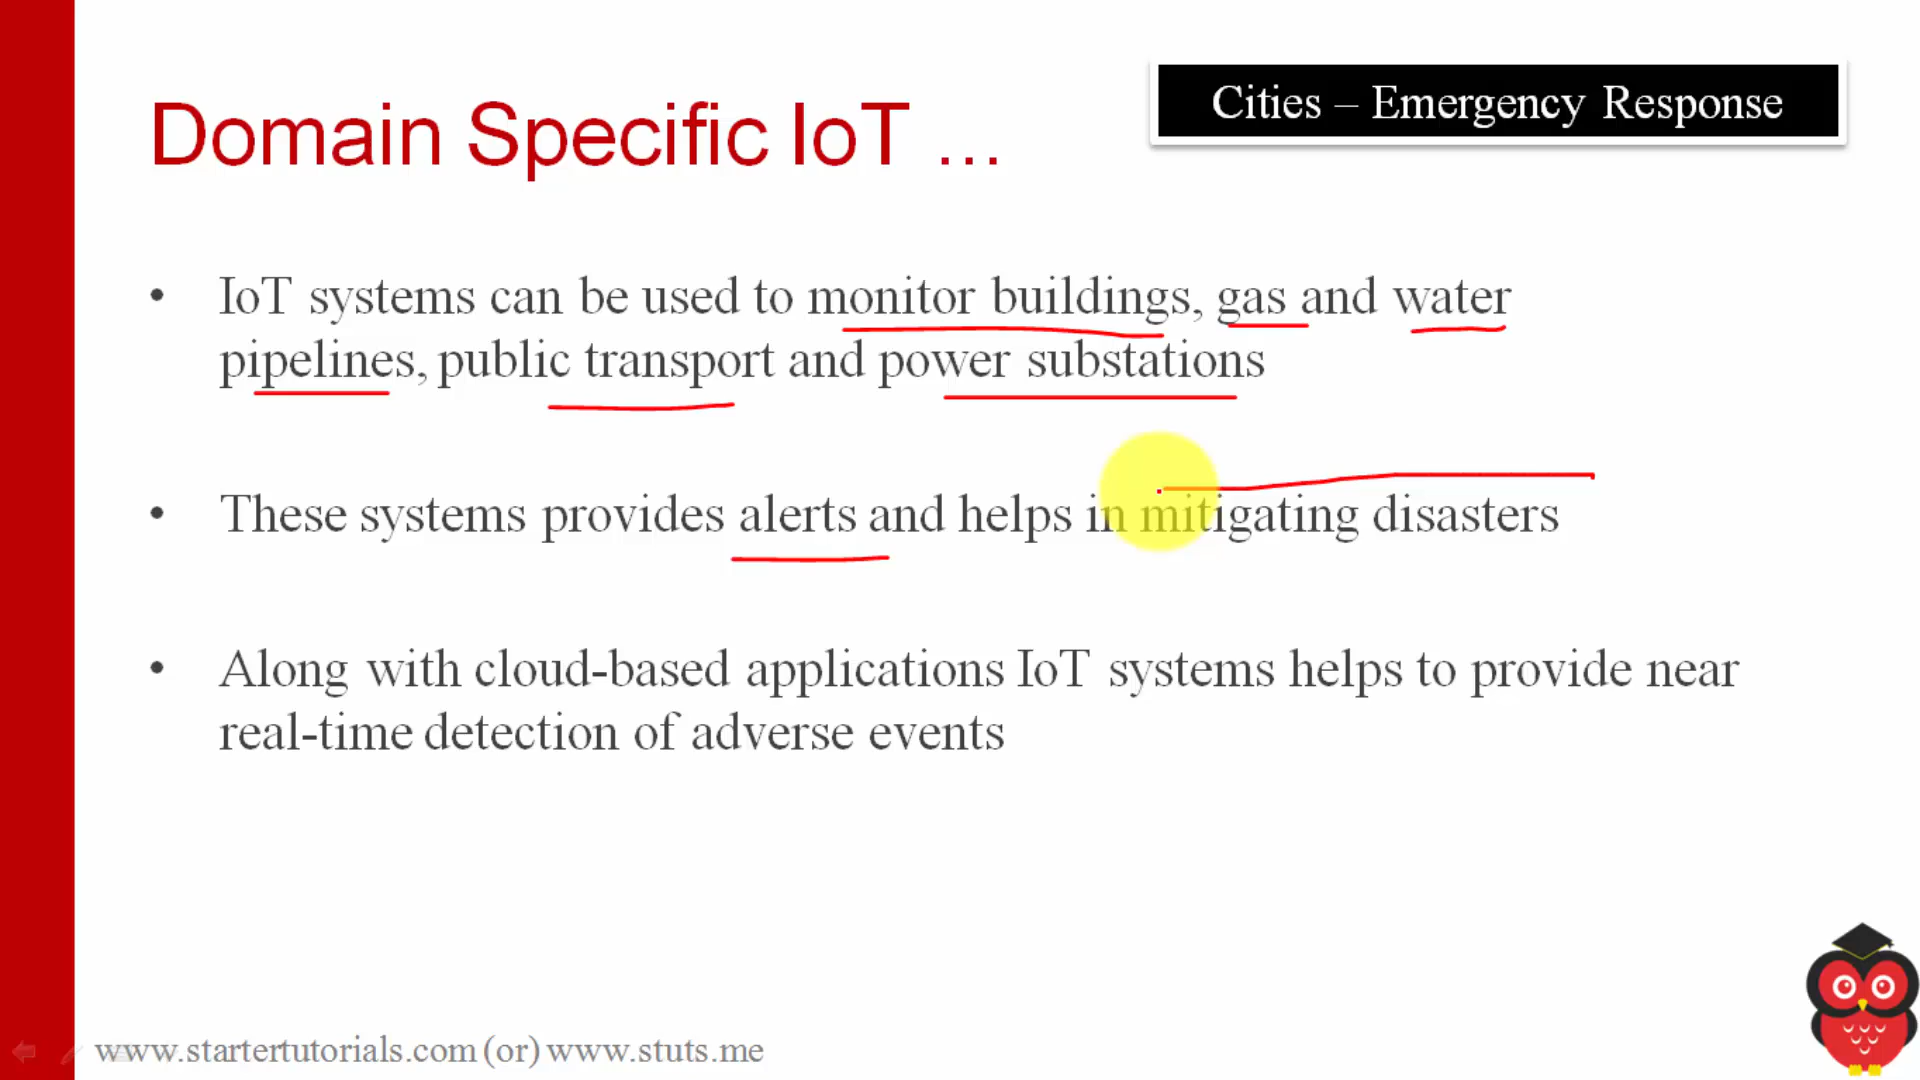 Cities – Emergency Response
Domain Specific IoT ...
• IoT systems can be used to monitor buildings, gas and water
pipelines, public transport and power substations
• These systems provides alerts and helps in mitigating disasters
• Along with cloud-based applications IoT systems helps to provide near
real-time detection of adverse events
www.startertutorials.com (or) www.stuts.me